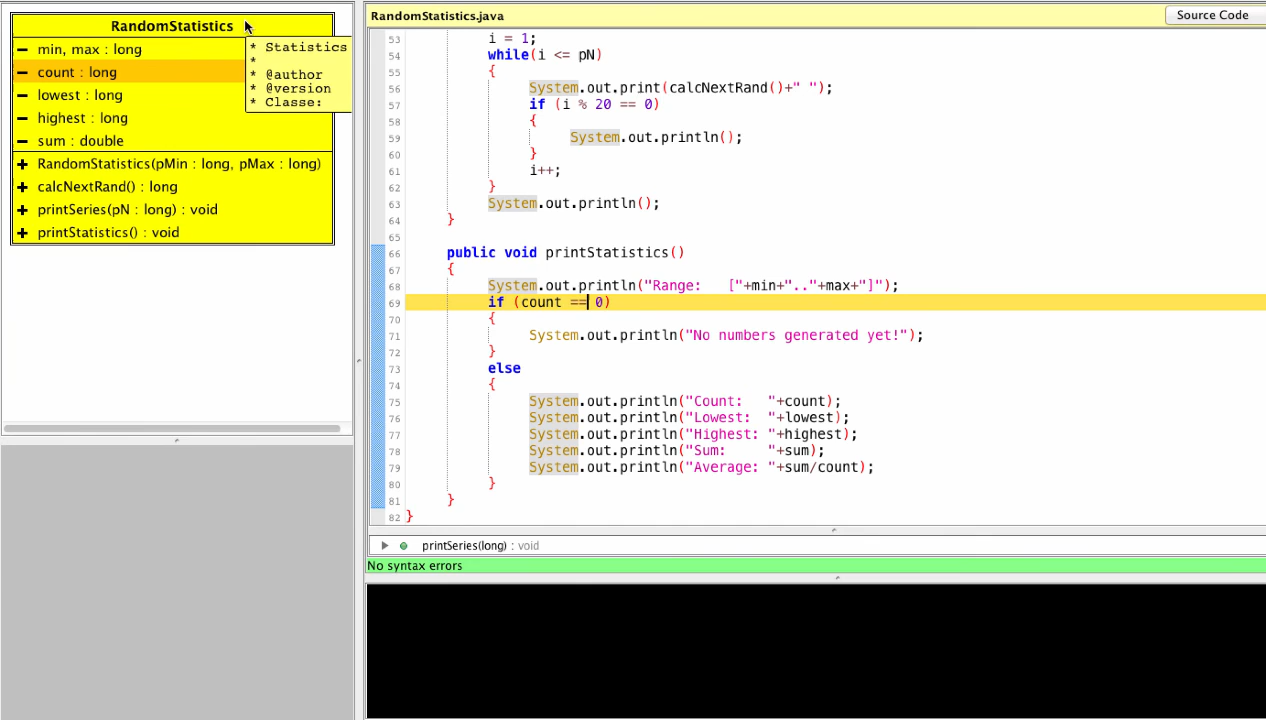 RandomStatistics
min, max : long
count : long
lowest : long
highest : long
sum : double
RandomStatistics(pMin : long, pMax : long)
calcNextRand() : long
printSeries(pN : long) : void
printStatistics() : void
* Statistics
*
* @author
* @version
* Classe:
RandomStatistics.java
Source Code
53 i = 1;
54 while(i <= pN)
55 {
56 System.out.print(calcNextRand()+" ");
57 if (i % 20 == 0)
58 {
59 System.out.println();
60 }
61 i++;
62 }
63 System.out.println();
64 }
65
66 public void printStatistics()
67 {
68 System.out.println("Range:   ["+min+".."+max+"]");
69 if (count == 0)
70 {
71 System.out.println("No numbers generated yet!");
72 }
73 else
74 {
75 System.out.println("Count:   "+count);
76 System.out.println("Lowest:  "+lowest);
77 System.out.println("Highest: "+highest);
78 System.out.println("Sum:     "+sum);
79 System.out.println("Average: "+sum/count);
80 }
81 }
82 }
printSeries(long) : void
No syntax errors